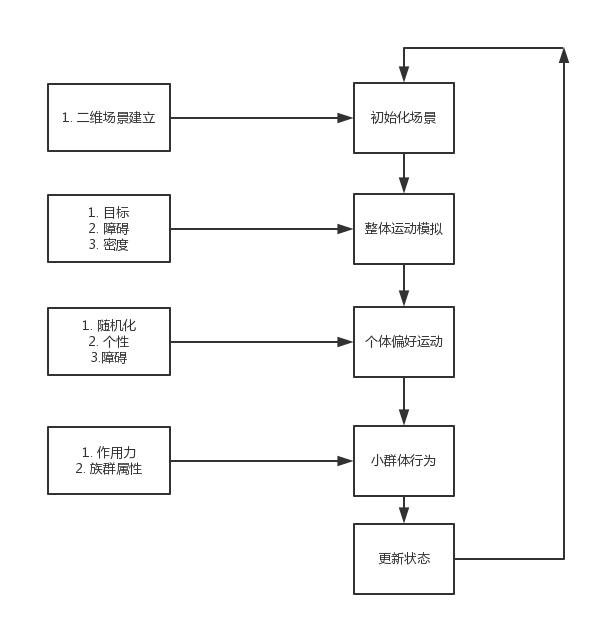 1. 二维场景建立
初始化场景
1. 目标
2. 障碍
3. 密度
整体运动模拟
1. 随机化
2. 个性
3.障碍
个体偏好运动
1. 作用力
2. 族群属性
小群体行为
更新状态